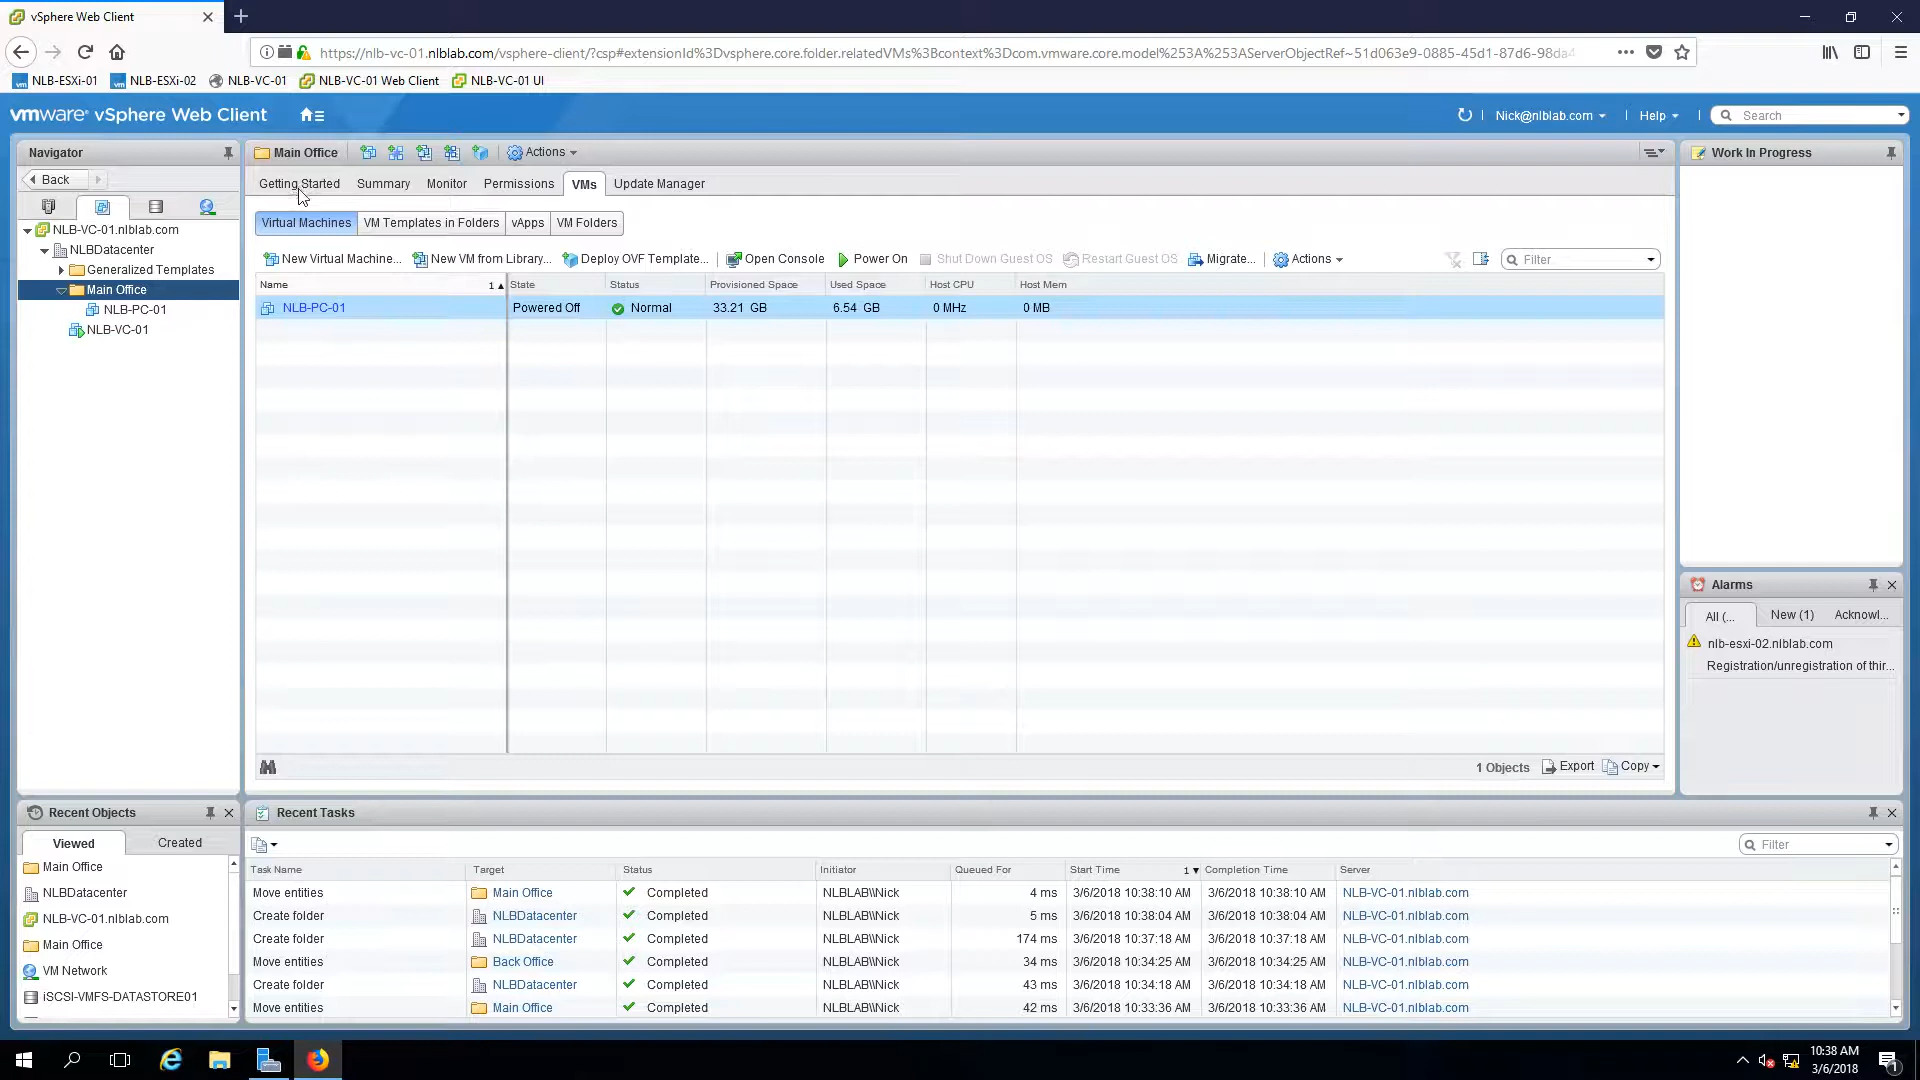 vSphere Web Client
https://nlb-vc-01.nlblab.com/vsphere-client/?csp#extensionId%3Dvsphere.core.folder.relatedVMs%3Bcontext%3Dcom.vmware.core.model%253A%253AServerObjectRef~51d063e9-0885-45d1-87d6-98da4
NLB-ESXi-01 NLB-ESXi-02 NLB-VC-01 NLB-VC-01 Web Client NLB-VC-01 UI
vmware® vSphere Web Client Nick@nlblab.com Help Search
Navigator Main Office Actions Work In Progress
Back Getting Started Summary Monitor Permissions VMs Update Manager
Virtual Machines VM Templates in Folders vApps VM Folders
NLB-VC-01.nlblab.com
NLBDatacenter
Generalized Templates
Main Office
NLB-PC-01
NLB-VC-01
New Virtual Machine... New VM from Library... Deploy OVF Template... Open Console Power On Shut Down Guest OS Restart Guest OS Migrate... Actions Filter
Name 1 State Status Provisioned Space Used Space Host CPU Host Mem
NLB-PC-01 Powered Off Normal 33.21 GB 6.54 GB 0 MHz 0 MB
1 Objects Export Copy
Alarms
All (... New (1) Acknowl...
nlb-esxi-02.nlblab.com
Registration/unregistration of thir...
Recent Objects
Viewed Created
Main Office
NLBDatacenter
NLB-VC-01.nlblab.com
Main Office
VM Network
iSCSI-VMFS-DATASTORE01
Recent Tasks
Filter
Task Name Target Status Initiator Queued For Start Time 1 Completion Time Server
Move entities Main Office Completed NLBLAB\\Nick 4 ms 3/6/2018 10:38:10 AM 3/6/2018 10:38:10 AM NLB-VC-01.nlblab.com
Create folder NLBDatacenter Completed NLBLAB\\Nick 5 ms 3/6/2018 10:38:04 AM 3/6/2018 10:38:04 AM NLB-VC-01.nlblab.com
Create folder NLBDatacenter Completed NLBLAB\\Nick 174 ms 3/6/2018 10:37:18 AM 3/6/2018 10:37:18 AM NLB-VC-01.nlblab.com
Move entities Back Office Completed NLBLAB\\Nick 34 ms 3/6/2018 10:34:25 AM 3/6/2018 10:34:25 AM NLB-VC-01.nlblab.com
Create folder NLBDatacenter Completed NLBLAB\\Nick 43 ms 3/6/2018 10:34:18 AM 3/6/2018 10:34:18 AM NLB-VC-01.nlblab.com
Move entities Main Office Completed NLBLAB\\Nick 42 ms 3/6/2018 10:33:36 AM 3/6/2018 10:33:36 AM NLB-VC-01.nlblab.com
10:38 AM
3/6/2018
1